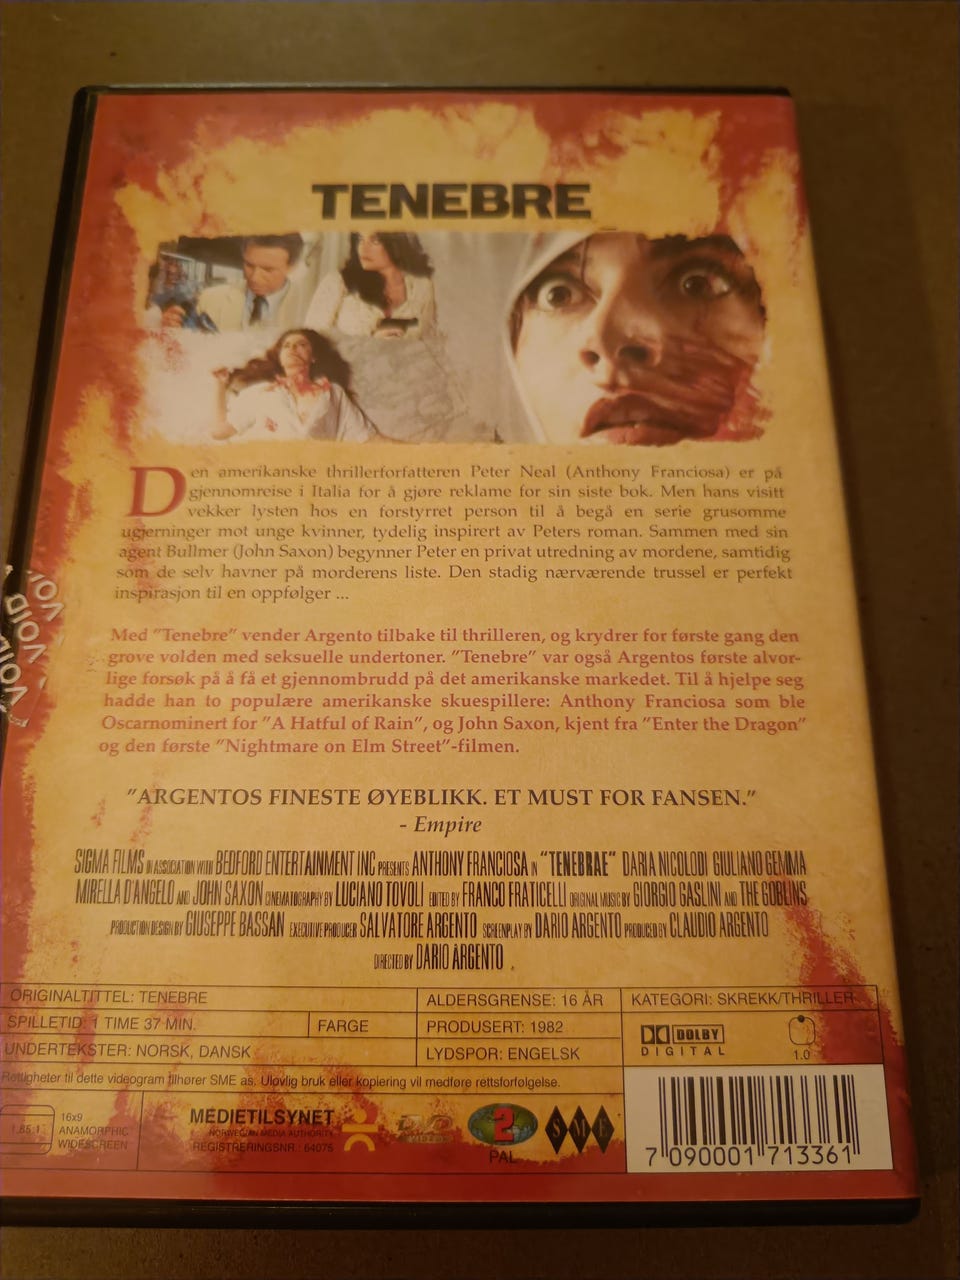 TENEBRE
Den amerikanske thrillerforfatteren Peter Neal (Anthony Franciosa) er på
gjennomreise i Italia for å gjøre reklame for sin siste bok. Men hans visitt
vekker lysten hos en forstyrret person til å begå en serie grusomme
ugjerninger mot unge kvinner, tydelig inspirert av Peters roman. Sammen med sin
agent Bullmer (John Saxon) begynner Peter en privat utredning av mordene, samtidig
som de selv havner på morderens liste. Den stadig nærværende trussel er perfekt
inspirasjon til en oppfølger ...
Med "Tenebre" vender Argento tilbake til thrilleren, og krydrer for første gang den
grove volden med seksuelle undertoner. "Tenebre" var også Argentos første alvor-
lige forsøk på å få et gjennombrudd på det amerikanske markedet. Til å hjelpe seg
hadde han to populære amerikanske skuespillere: Anthony Franciosa som ble
Oscarnominert for "A Hatful of Rain", og John Saxon, kjent fra "Enter the Dragon"
og den første "Nightmare on Elm Street"-filmen.
"ARGENTOS FINESTE ØYEBLIKK. ET MUST FOR FANSEN."
- Empire
SIGMA FILMS IN ASSOCIATION WITH BEDFORD ENTERTAINMENT INC PRESENTS ANTHONY FRANCIOSA IN "TENEBRAE" DARIA NICOLODI GIULIANO GEMMA
MIRELLA D'ANGELO AND JOHN SAXON CINEMATOGRAPHY BY LUCIANO TOVOLI EDITED BY FRANCO FRATICELLI ORIGINAL MUSIC BY GIORGIO GASLINI AND THE GOBLINS
PRODUCTION DESIGN BY GIUSEPPE BASSAN EXECUTIVE PRODUCER SALVATORE ARGENTO SCREENPLAY BY DARIO ARGENTO PRODUCED BY CLAUDIO ARGENTO
DIRECTED BY DARIO ARGENTO
ORIGINALTITTEL: TENEBRE
ALDERSGRENSE: 16 ÅR
KATEGORI: SKREKK/THRILLER
SPILLETID: 1 TIME 37 MIN.
FARGE
PRODUSERT: 1982
UNDERTEKSTER: NORSK, DANSK
LYDSPOR: ENGELSK
DOLBY
DIGITAL
1.0
Rettigheter til dette videogram tilhører SME as. Ulovlig bruk eller kopiering vil medføre rettsforfølgelse.
1.85:1
16x9
ANAMORPHIC
WIDESCREEN
MEDIETILSYNET
NORWEGIAN MEDIA AUTHORITY
REGISTRERINGSNR.: 64075
DVD
VIDEO
2
PAL
SME
7 090001 713361
VOID
VOID